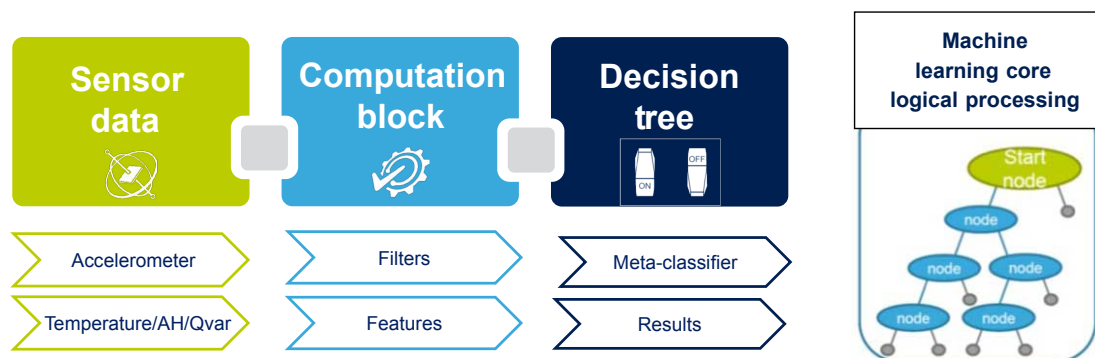 Sensor
data
Computation
block
Decision
tree
ON
OFF
Accelerometer
Filters
Meta-classifier
Temperature/AH/Qvar
Features
Results
Machine
learning core
logical processing
Start
node
node
node
node
node
node